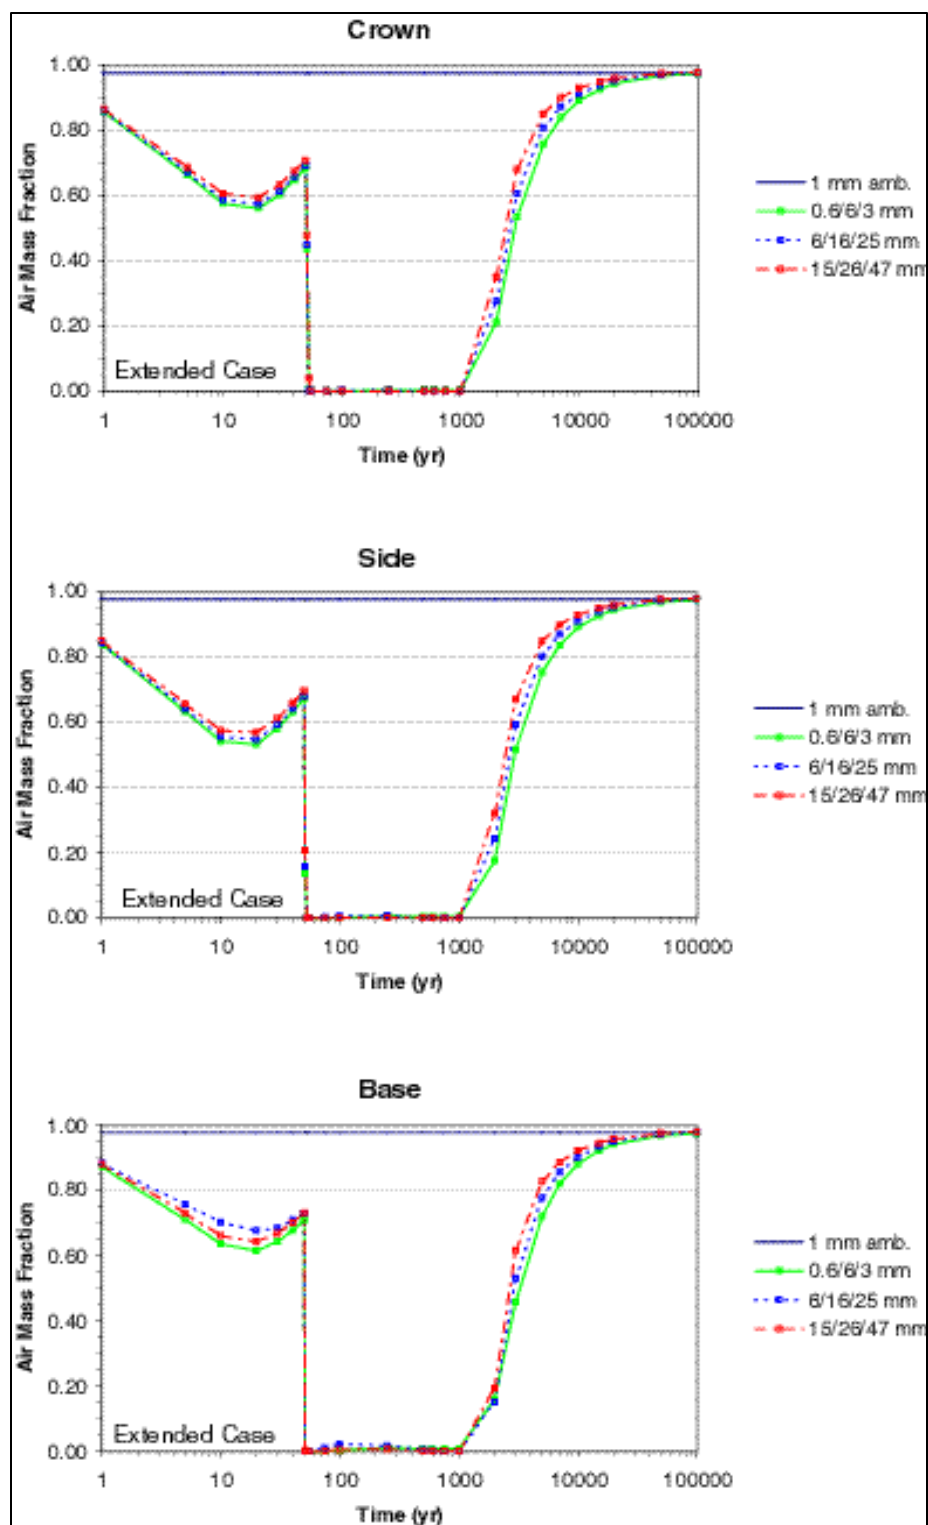 Crown
1.00
0.80
0.60
0.40
0.20
0.00
Air Mass Fraction
Extended Case
1 10 100 1000 10000 100000
Time (yr)
1 mm amb.
0.6/6/3 mm
6/16/25 mm
15/26/47 mm
Side
1.00
0.80
0.60
0.40
0.20
0.00
Air Mass Fraction
Extended Case
1 10 100 1000 10000 100000
Time (yr)
1 mm amb.
0.6/6/3 mm
6/16/25 mm
15/26/47 mm
Base
1.00
0.80
0.60
0.40
0.20
0.00
Air Mass Fraction
Extended Case
1 10 100 1000 10000 100000
Time (yr)
1 mm amb.
0.6/6/3 mm
6/16/25 mm
15/26/47 mm